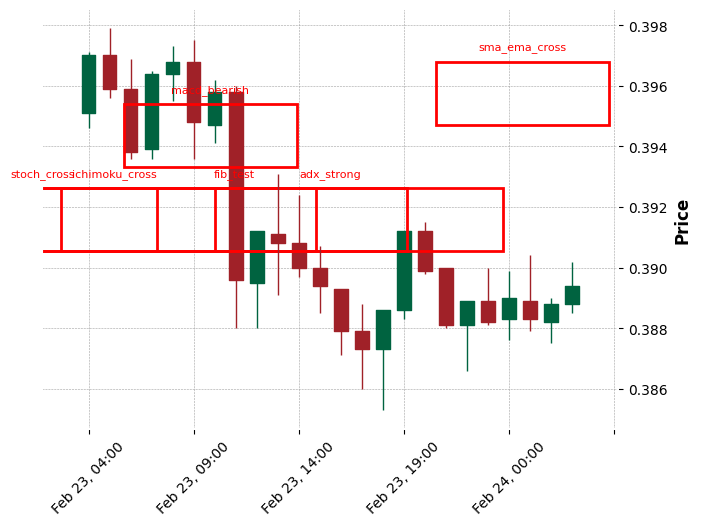 sma_ema_cross
macd_bearish
stoch_cross
ichimoku_cross
fib_test
adx_strong
0.398
0.396
0.394
0.392
0.390
0.388
0.386
Price
Feb 23, 04:00
Feb 23, 09:00
Feb 23, 14:00
Feb 23, 19:00
Feb 24, 00:00